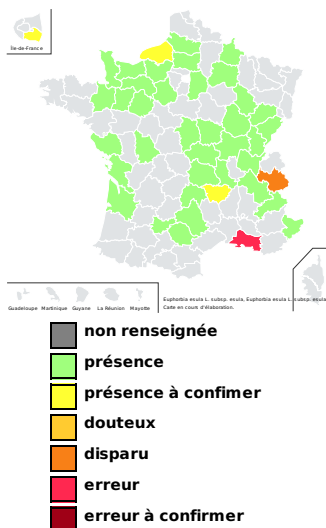 Île-de-France
Guadeloupe Martinique Guyane La Réunion Mayotte
Euphorbia esula L. subsp. esula, Euphorbia esula L. subsp. esula
Carte en cours d'élaboration.
non renseignée
présence
présence à confimer
douteux
disparu
erreur
erreur à confirmer